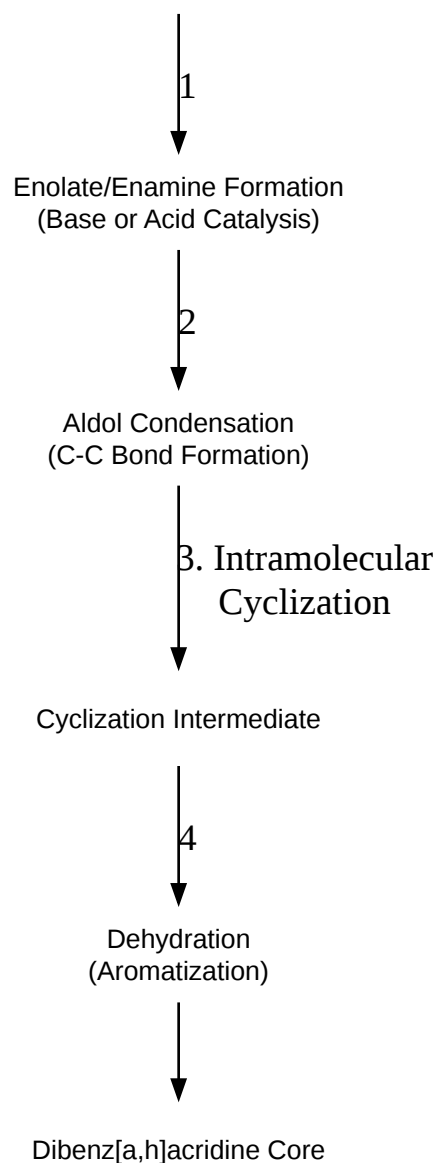 1
Enolate/Enamine Formation
(Base or Acid Catalysis)
2
Aldol Condensation
(C-C Bond Formation)
3. Intramolecular
Cyclization
Cyclization Intermediate
4
Dehydration
(Aromatization)
Dibenz[a,h]acridine Core